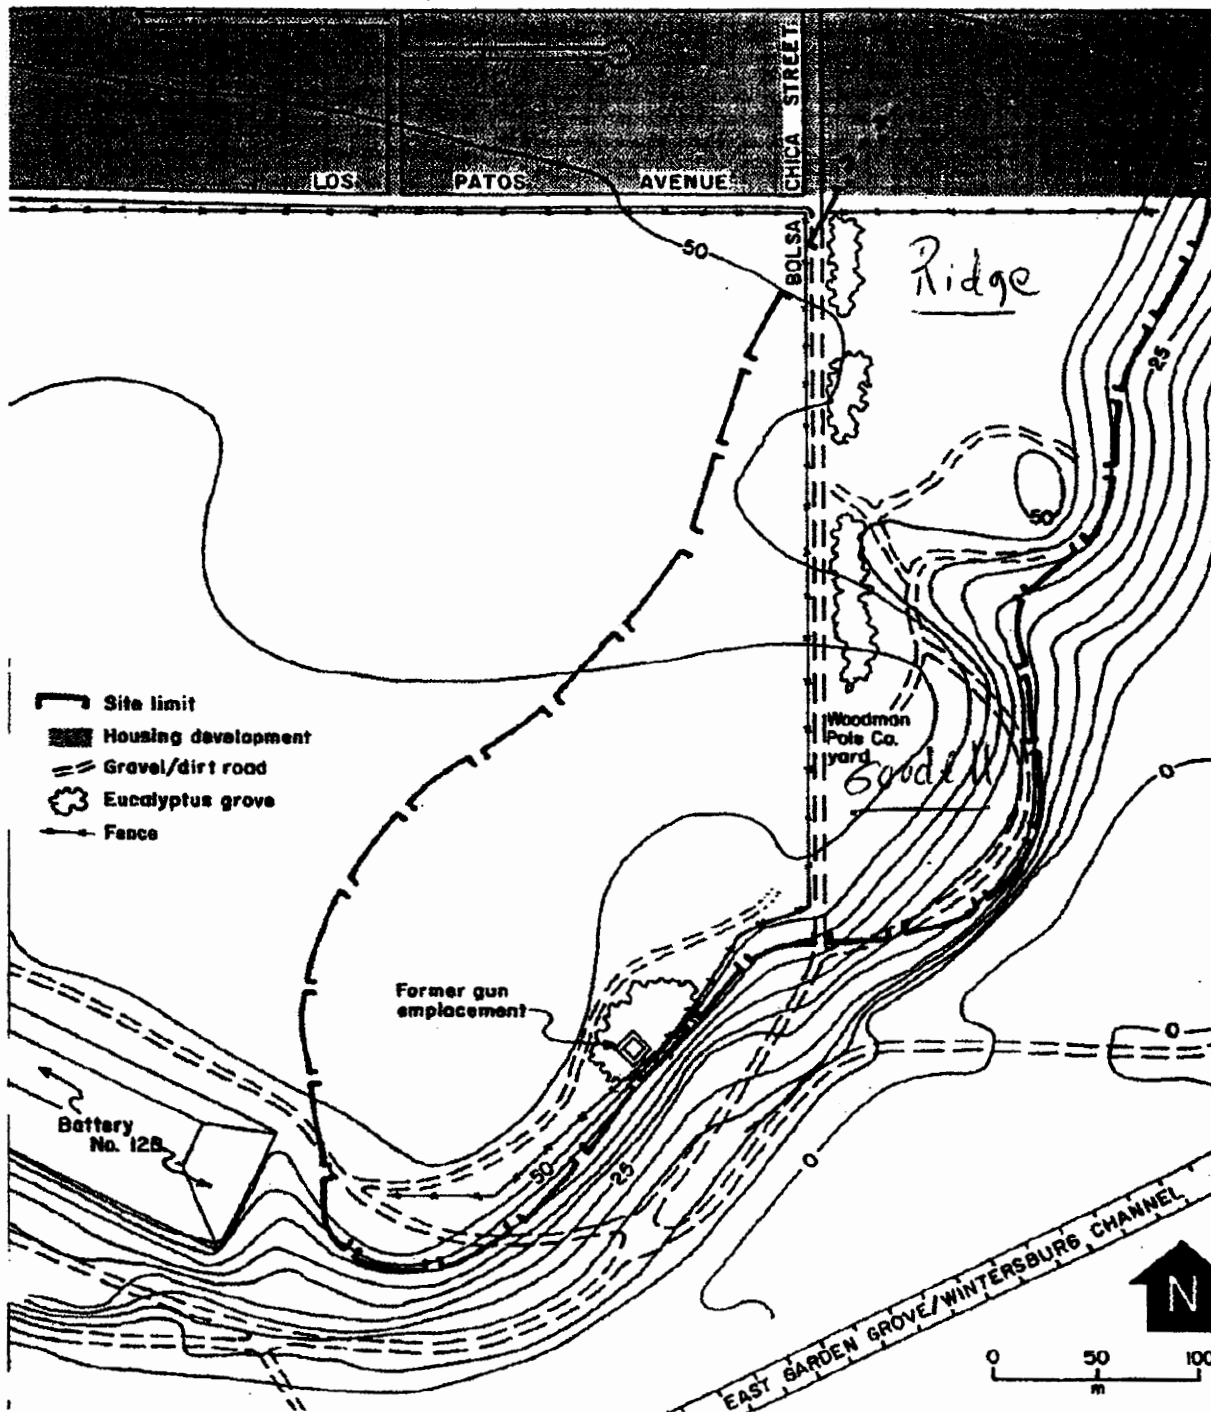 CHICA STREET
LOS PATOS AVENUE
BOLSA
50
Ridge
25
50
Site limit
Housing development
Gravel/dirt road
Eucalyptus grove
Fence
Woodman
Pole Co.
yard
Goodell
0
Former gun
emplacement
0
Battery
No. 128
50
25
0
EAST GARDEN GROVE/WINTERSBURG CHANNEL
N
0 50 100
m